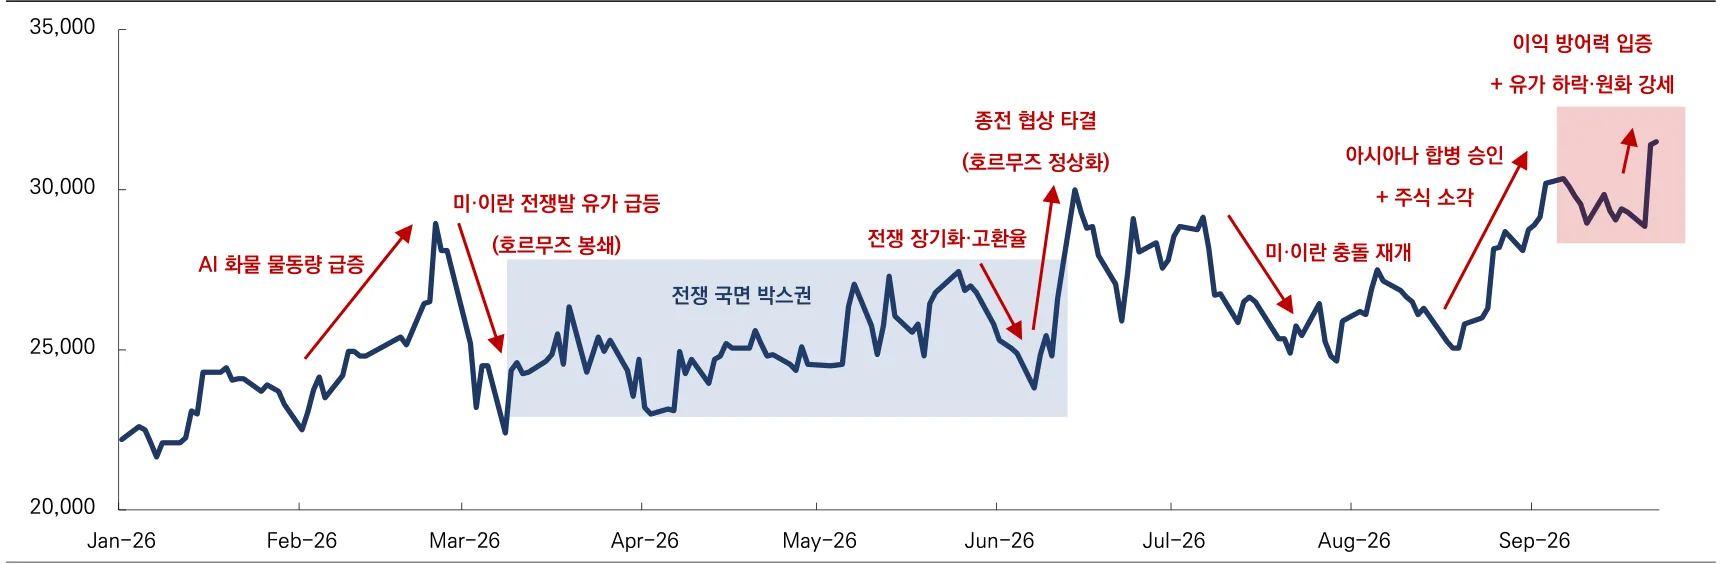 35,000
30,000
25,000
20,000
AI 화물 물동량 급증
미·이란 전쟁발 유가 급등
(호르무즈 봉쇄)
전쟁 국면 박스권
전쟁 장기화·고환율
종전 협상 타결
(호르무즈 정상화)
미·이란 충돌 재개
아시아나 합병 승인
+ 주식 소각
이익 방어력 입증
+ 유가 하락·원화 강세
Jan-26 Feb-26 Mar-26 Apr-26 May-26 Jun-26 Jul-26 Aug-26 Sep-26